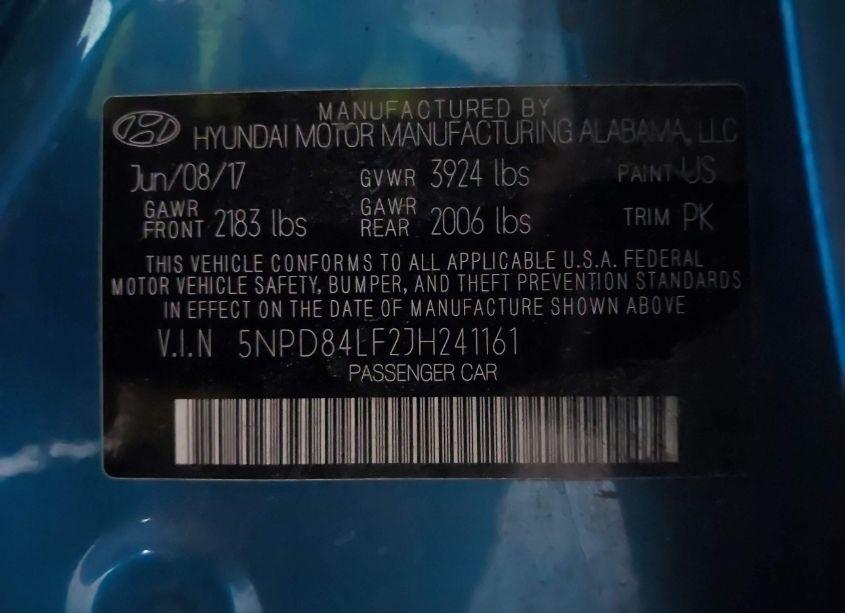 MANUFACTURED BY
HYUNDAI MOTOR MANUFACTURING ALABAMA, LLC
Jun/08/17 GVWR 3924 lbs PAINT US
GAWR FRONT 2183 lbs GAWR REAR 2006 lbs TRIM PK
THIS VEHICLE CONFORMS TO ALL APPLICABLE U.S.A. FEDERAL
MOTOR VEHICLE SAFETY, BUMPER, AND THEFT PREVENTION STANDARDS
IN EFFECT ON THE DATE OF MANUFACTURE SHOWN ABOVE
V.I.N 5NPD84LF2JH241161
PASSENGER CAR